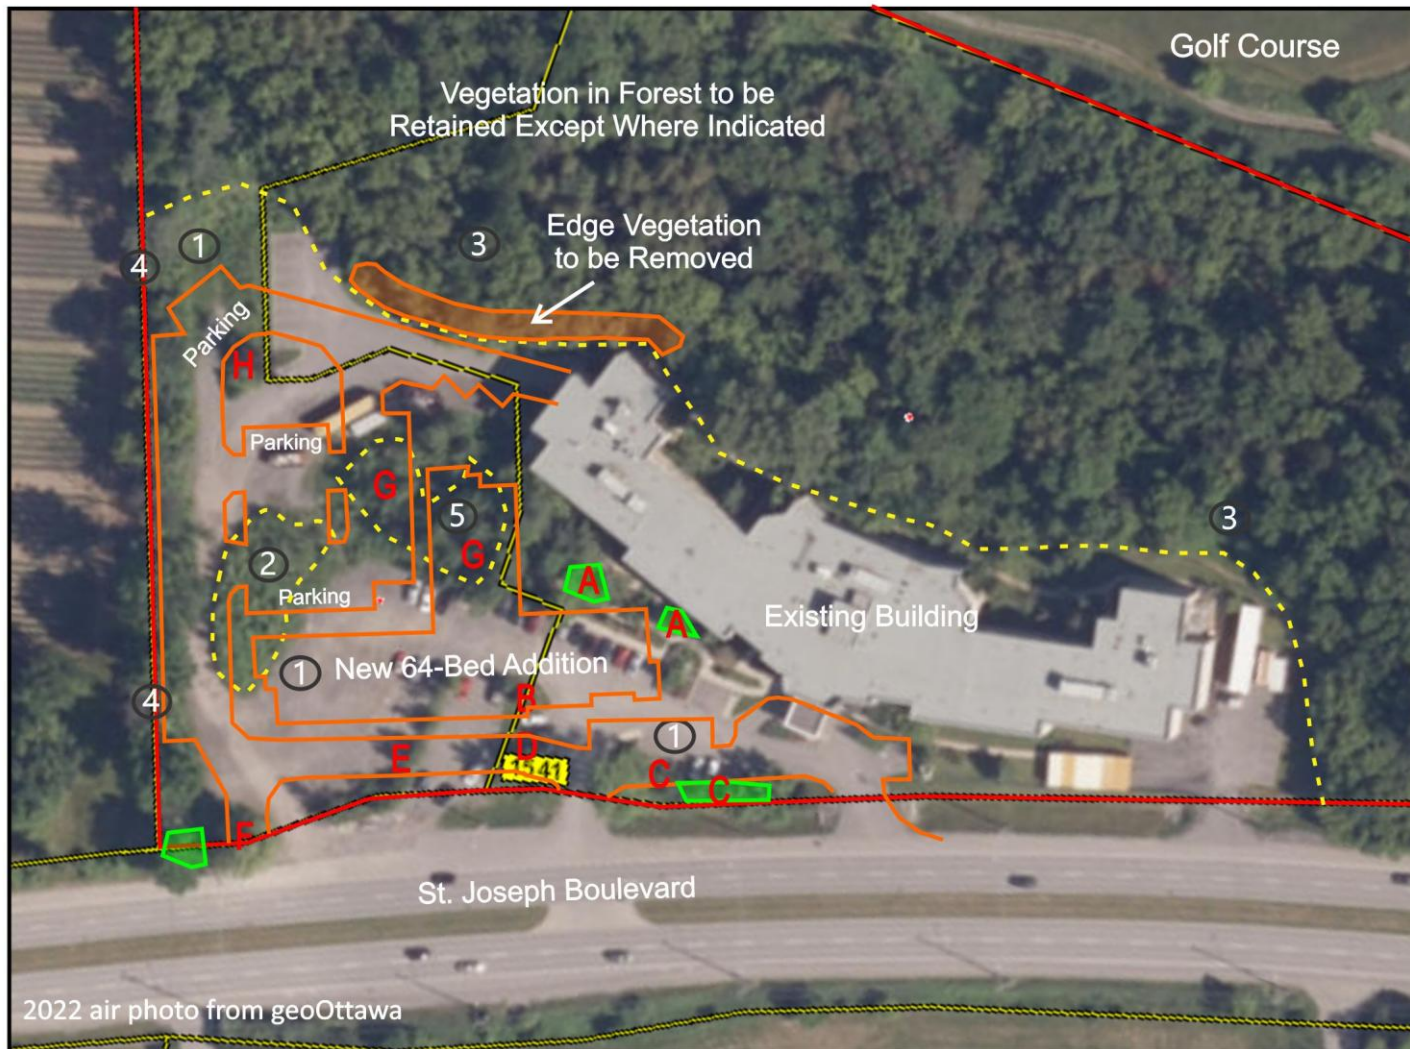 Golf Course
Vegetation in Forest to be
Retained Except Where Indicated
Edge Vegetation
to be Removed
3
1
4
Parking
H
Parking
G
5
G
3
2
Parking
A
A
Existing Building
New 64-Bed Addition
1
4
B
1
D
E
C
1541
C
F
St. Joseph Boulevard
2022 air photo from geoOttawa